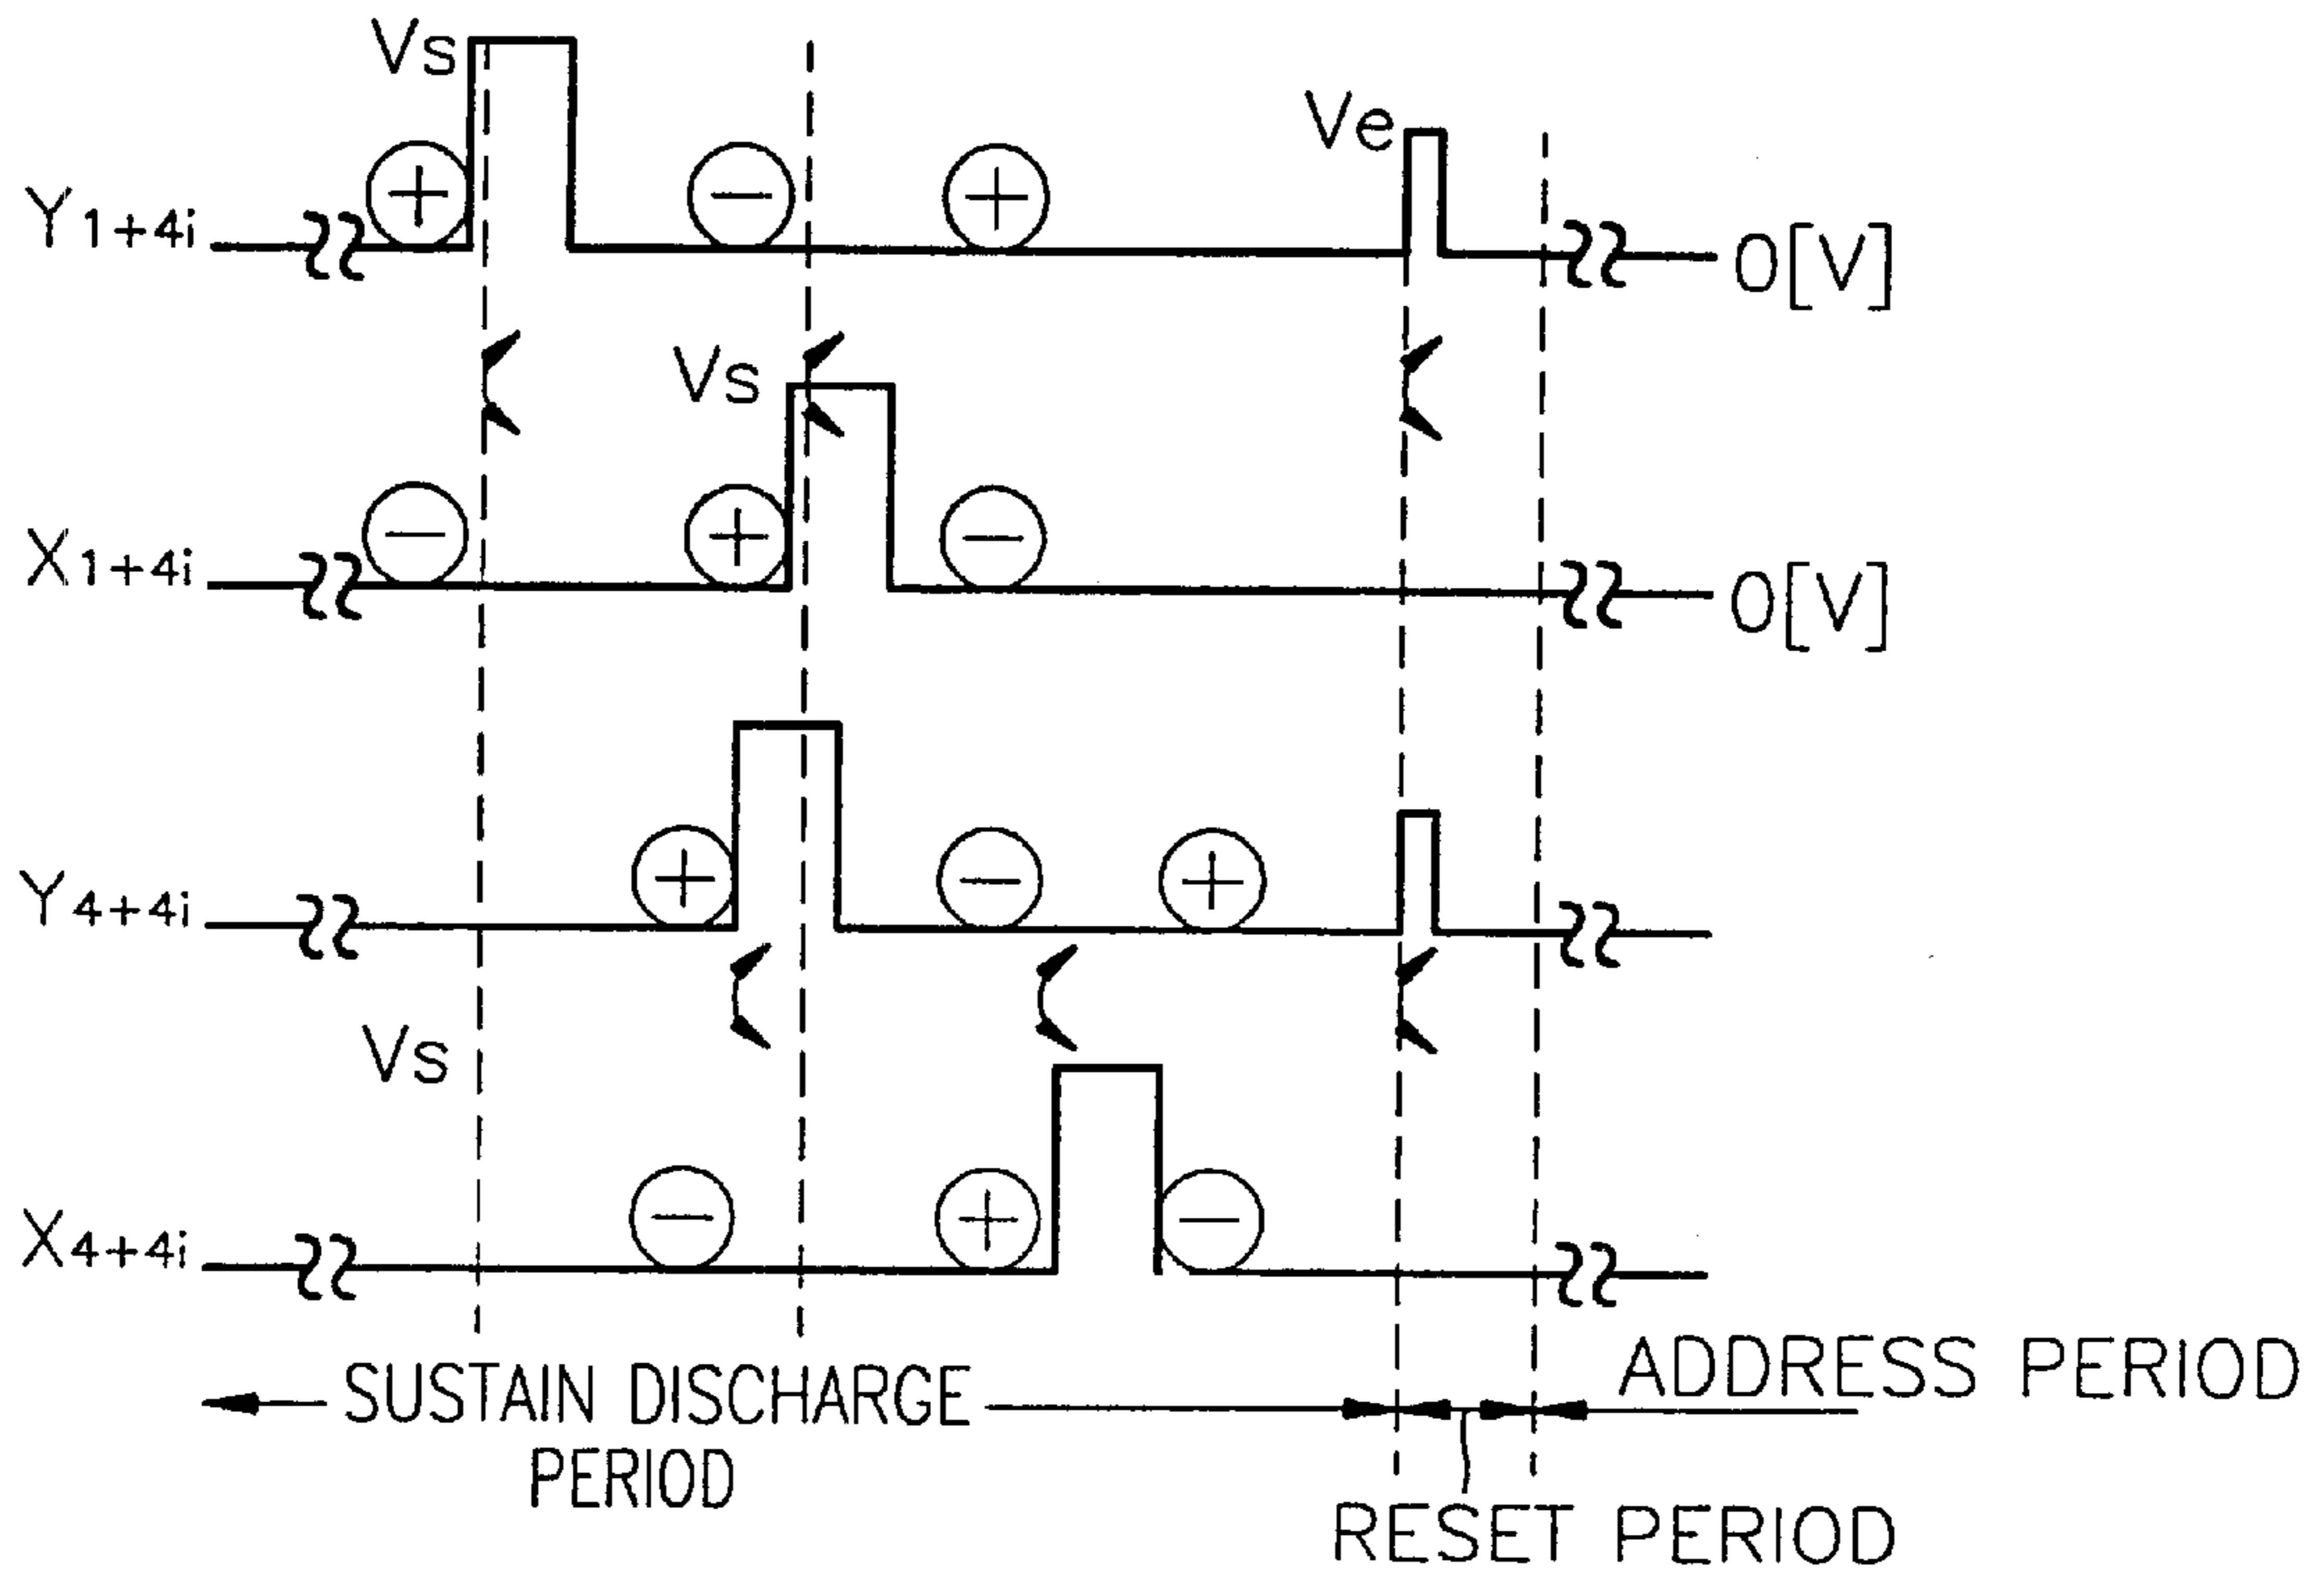 Vs
Ve
Y1+4i
0[V]
Vs
X1+4i
0[V]
Y4+4i
Vs
X4+4i
ADDRESS PERIOD
SUSTAIN DISCHARGE
PERIOD
RESET PERIOD